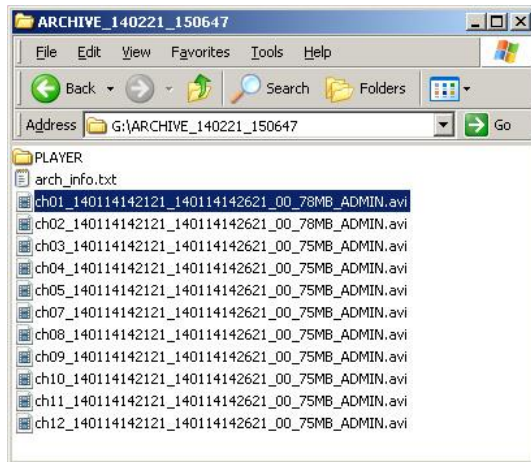 ARCHIVE_140221_150647
File Edit View Favorites Tools Help
Back Search Folders
Address G:\ARCHIVE_140221_150647 Go
PLAYER
arch_info.txt
ch01_140114142121_140114142621_00_78MB_ADMIN.avi
ch02_140114142121_140114142621_00_78MB_ADMIN.avi
ch03_140114142121_140114142621_00_75MB_ADMIN.avi
ch04_140114142121_140114142621_00_75MB_ADMIN.avi
ch05_140114142121_140114142621_00_75MB_ADMIN.avi
ch07_140114142121_140114142621_00_75MB_ADMIN.avi
ch08_140114142121_140114142621_00_75MB_ADMIN.avi
ch09_140114142121_140114142621_00_75MB_ADMIN.avi
ch10_140114142121_140114142621_00_75MB_ADMIN.avi
ch11_140114142121_140114142621_00_75MB_ADMIN.avi
ch12_140114142121_140114142621_00_75MB_ADMIN.avi